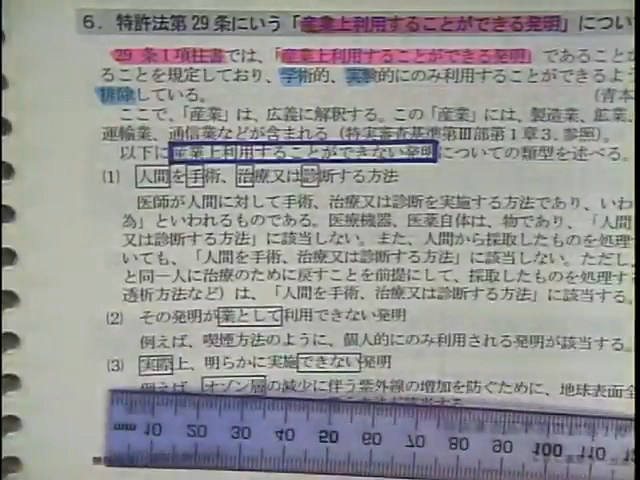 6．特許法第29条にいう「産業上利用することができる発明」につい
29条1項柱書では、「産業上利用することができる発明」であること
ることを規定しており、学術的、実験的にのみ利用することができるよ
排除している。 （青本
ここで、「産業」は、広義に解釈する。この「産業」には、製造業、鉱業、
運輸業、通信業などが含まれる（特実審査基準第Ⅲ部第1章3．参照）。
以下に産業上利用することができない発明についての類型を述べる。
(1) 人間を手術、治療又は診断する方法
医師が人間に対して手術、治療又は診断を実施する方法であり、いわ
為」といわれるものである。医療機器、医薬自体は、物であり、「人間
又は診断する方法」に該当しない。また、人間から採取したものを処理
いても、「人間を手術、治療又は診断する方法」に該当しない。ただし、
と同一人に治療のために戻すことを前提にして、採取したものを処理す
透析方法など）は、「人間を手術、治療又は診断する方法」に該当する。
(2) その発明が業として利用できない発明
例えば、喫煙方法のように、個人的にのみ利用される発明が該当する。
(3) 実際上、明らかに実施できない発明
例えば、オゾン層の減少に伴う紫外線の増加を防ぐために、地球表面全
mm 10 20 30 40 50 60 70 80 90 100 110